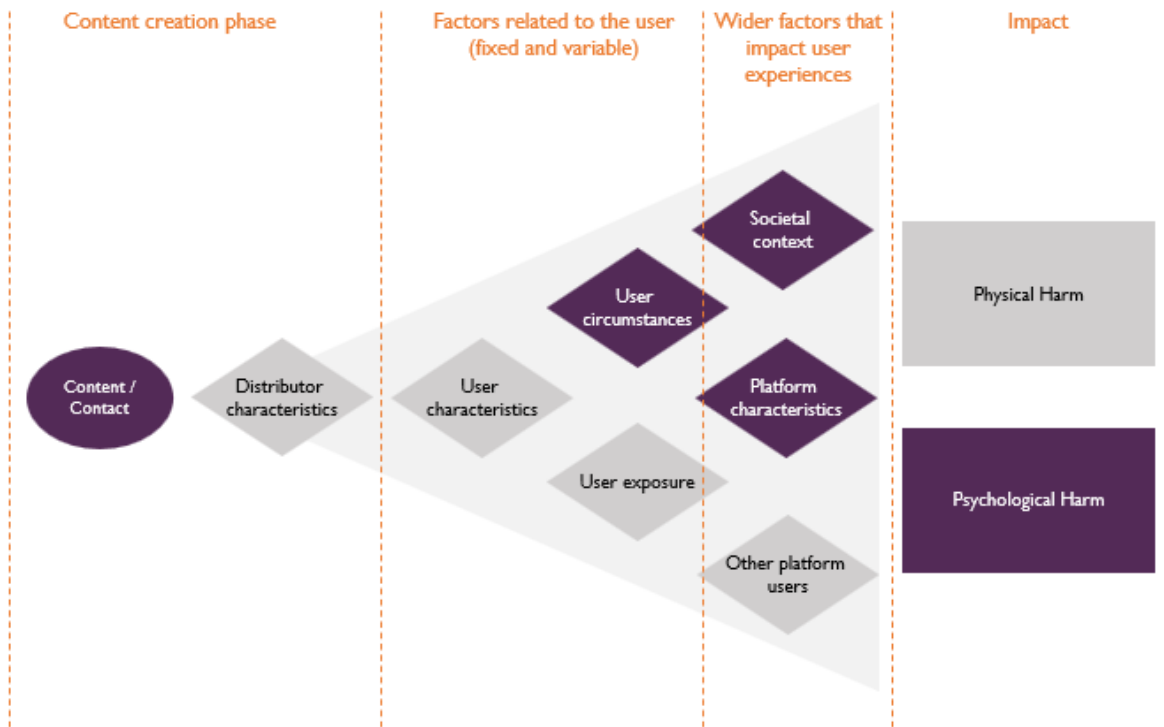 Content creation phase
Factors related to the user
(fixed and variable)
Wider factors that
impact user
experiences
Impact
Societal
context
User
circumstances
Physical Harm
Content /
Contact
Distributor
characteristics
User
characteristics
Platform
characteristics
User exposure
Psychological Harm
Other platform
users